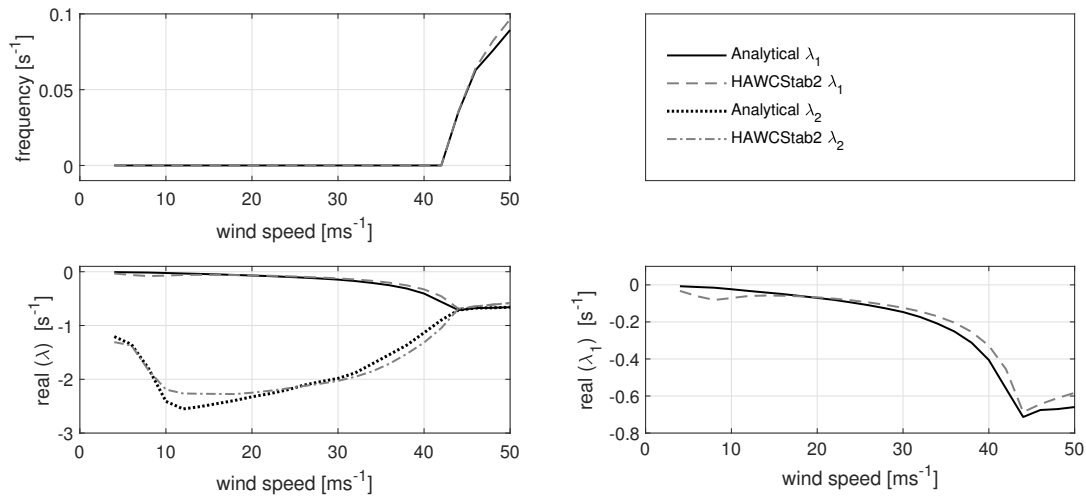 0.1
0.05
0
frequency [s⁻¹]
0 10 20 30 40 50
wind speed [ms⁻¹]
Analytical λ₁
HAWCStab2 λ₁
Analytical λ₂
HAWCStab2 λ₂
0
-1
-2
-3
real (λ) [s⁻¹]
0 10 20 30 40 50
wind speed [ms⁻¹]
0
-0.2
-0.4
-0.6
-0.8
real (λ₁) [s⁻¹]
0 10 20 30 40 50
wind speed [ms⁻¹]